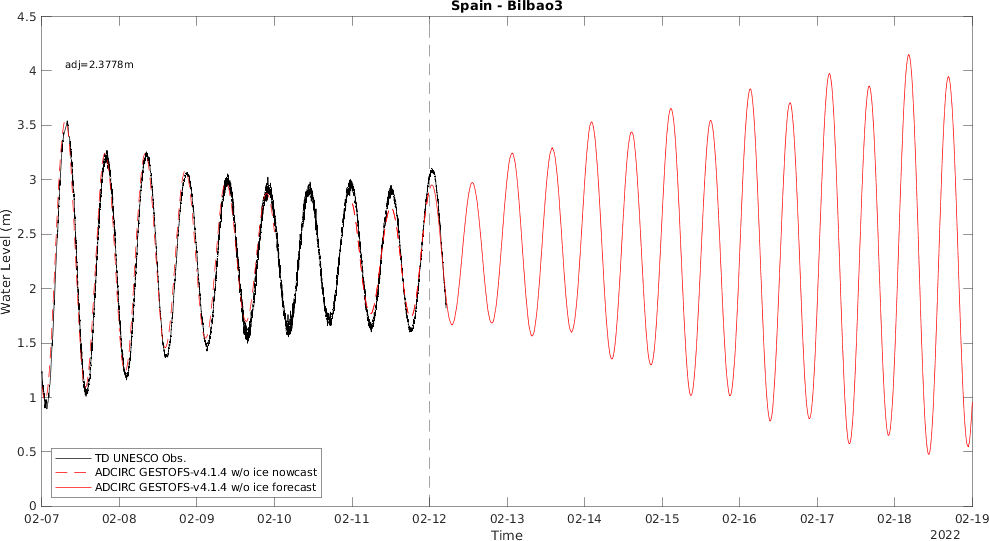 Spain - Bilbao3
4.5
adj=2.3778m
4
3.5
3
2.5
2
1.5
1
0.5
0
Water Level (m)
TD UNESCO Obs.
ADCIRC GESTOFS-v4.1.4 w/o ice nowcast
ADCIRC GESTOFS-v4.1.4 w/o ice forecast
02-07 02-08 02-09 02-10 02-11 02-12 02-13 02-14 02-15 02-16 02-17 02-18 02-19
Time
2022